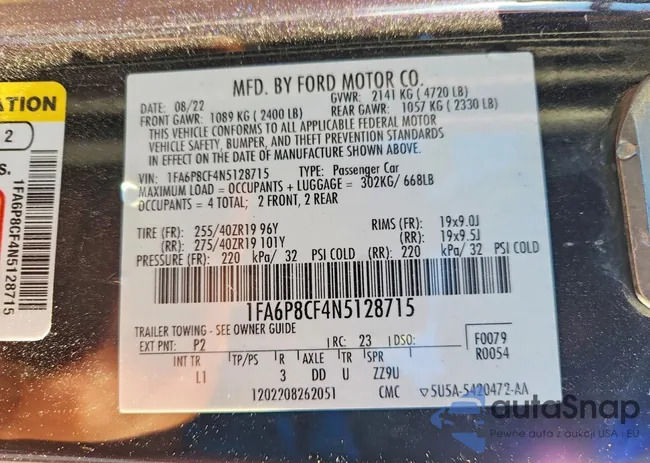 ATION
2
s.
1FA6P8CF4N5128715
MFD. BY FORD MOTOR CO.
DATE: 08/22 GVWR: 2141 KG ( 4720 LB)
FRONT GAWR: 1089 KG ( 2400 LB) REAR GAWR: 1057 KG ( 2330 LB)
THIS VEHICLE CONFORMS TO ALL APPLICABLE FEDERAL MOTOR
VEHICLE SAFETY, BUMPER, AND THEFT PREVENTION STANDARDS
IN EFFECT ON THE DATE OF MANUFACTURE SHOWN ABOVE.
VIN: 1FA6P8CF4N5128715 TYPE: Passenger Car
MAXIMUM LOAD = OCCUPANTS + LUGGAGE = 302KG/ 668LB
OCCUPANTS = 4 TOTAL; 2 FRONT, 2 REAR
TIRE (FR): 255/40ZR19 96Y RIMS (FR): 19x9.0J
(RR): 275/40ZR19 101Y (RR): 19x9.5J
PRESSURE (FR): 220 kPa/ 32 PSI COLD (RR): 220 kPa/ 32 PSI COLD
1FA6P8CF4N5128715
TRAILER TOWING - SEE OWNER GUIDE
EXT PNT: P2 RC: 23 DSO: F0079
R0054
INT TR TP/PS R AXLE TR SPR
L1 3 DD U ZZ9U
1202208262051 CMC ▽5U5A-5420472-AA
autaSnap
Pewne auta z aukcji USA i EU